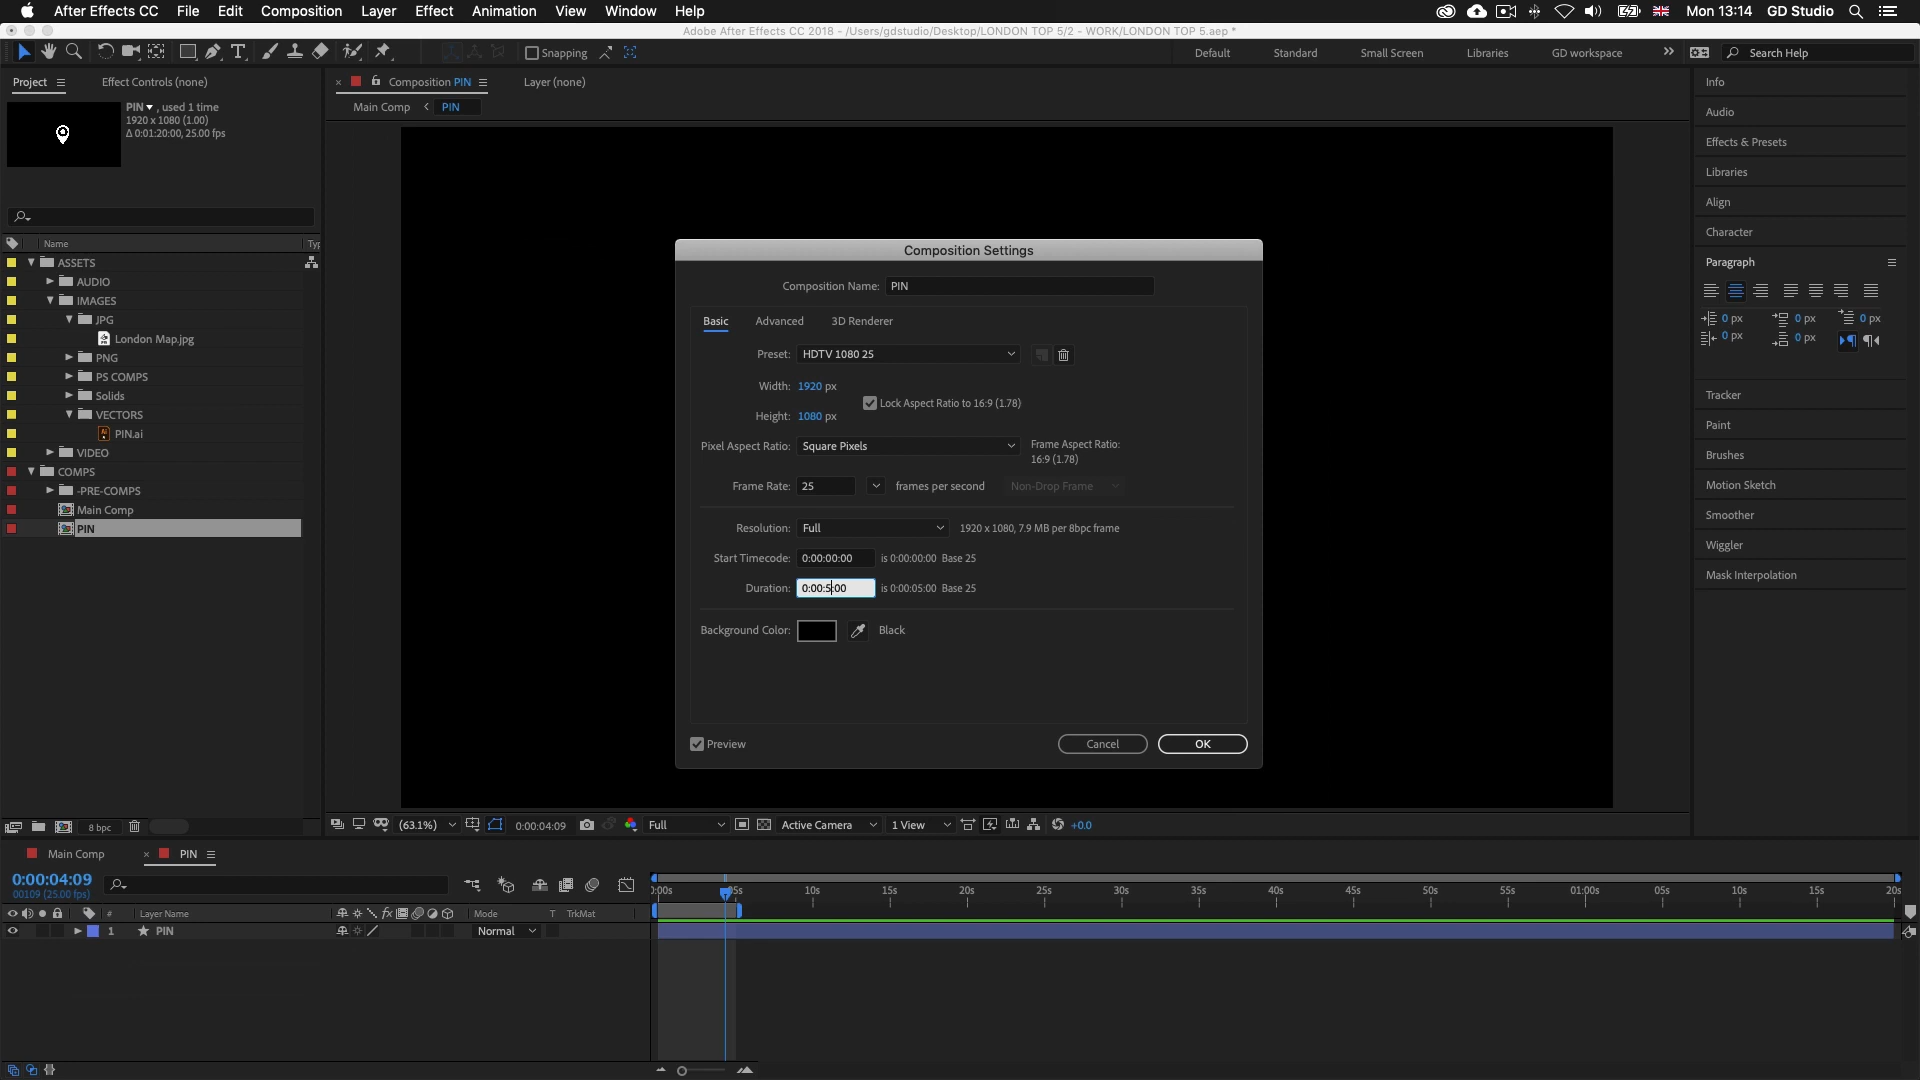 After Effects CC File Edit Composition Layer Effect Animation View Window Help Mon 13:14 GD Studio
Adobe After Effects CC 2018 - /Users/gdstudio/Desktop/LONDON TOP 5/2 - WORK/LONDON TOP 5.aep *
Snapping Default Standard Small Screen Libraries GD workspace Search Help
Project Effect Controls (none) Composition PIN Layer (none) Info
PIN , used 1 time
1920 x 1080 (1.00)
Δ 0:01:20:00, 25.00 fps
Main Comp PIN
Audio
Effects & Presets
Libraries
Align
Character
Paragraph
0 px 0 px 0 px
0 px 0 px
Tracker
Paint
Brushes
Motion Sketch
Smoother
Wiggler
Mask Interpolation
Name Typ
ASSETS
AUDIO
IMAGES
JPG
London Map.jpg
PNG
PS COMPS
Solids
VECTORS
Ai PIN.ai
VIDEO
COMPS
-PRE-COMPS
Main Comp
PIN
8 bpc
Composition Settings
Composition Name: PIN
Basic Advanced 3D Renderer
Preset: HDTV 1080 25
Width: 1920 px
Lock Aspect Ratio to 16:9 (1.78)
Height: 1080 px
Pixel Aspect Ratio: Square Pixels Frame Aspect Ratio:
16:9 (1.78)
Frame Rate: 25 frames per second Non-Drop Frame
Resolution: Full 1920 x 1080, 7.9 MB per 8bpc frame
Start Timecode: 0:00:00:00 is 0:00:00:00 Base 25
Duration: 0:00:5:00 is 0:00:05:00 Base 25
Background Color: Black
Preview Cancel OK
(63.1%) 0:00:04:09 Full Active Camera 1 View +0.0
Main Comp PIN
0:00:04:09
00109 (25.00 fps)
):00s 05s 10s 15s 20s 25s 30s 35s 40s 45s 50s 55s 01:00s 05s 10s 15s 20s
# Layer Name fx Mode T TrkMat
1 PIN Normal